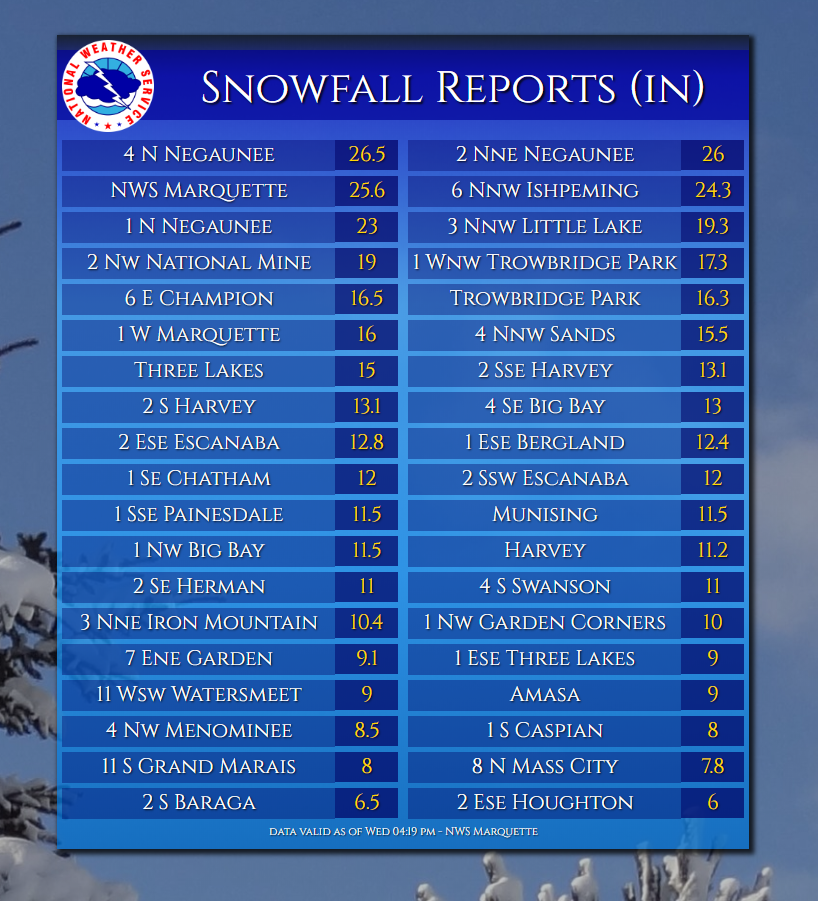 NATIONAL WEATHER SERVICE
Snowfall Reports (in)
4 N Negaunee 26.5 2 Nne Negaunee 26
NWS Marquette 25.6 6 Nnw Ishpeming 24.3
1 N Negaunee 23 3 Nnw Little Lake 19.3
2 Nw National Mine 19 1 Wnw Trowbridge Park 17.3
6 E Champion 16.5 Trowbridge Park 16.3
1 W Marquette 16 4 Nnw Sands 15.5
Three Lakes 15 2 Sse Harvey 13.1
2 S Harvey 13.1 4 Se Big Bay 13
2 Ese Escanaba 12.8 1 Ese Bergland 12.4
1 Se Chatham 12 2 Ssw Escanaba 12
1 Sse Painesdale 11.5 Munising 11.5
1 Nw Big Bay 11.5 Harvey 11.2
2 Se Herman 11 4 S Swanson 11
3 Nne Iron Mountain 10.4 1 Nw Garden Corners 10
7 Ene Garden 9.1 1 Ese Three Lakes 9
11 Wsw Watersmeet 9 Amasa 9
4 Nw Menominee 8.5 1 S Caspian 8
11 S Grand Marais 8 8 N Mass City 7.8
2 S Baraga 6.5 2 Ese Houghton 6
data valid as of Wed 04:19 pm - NWS Marquette